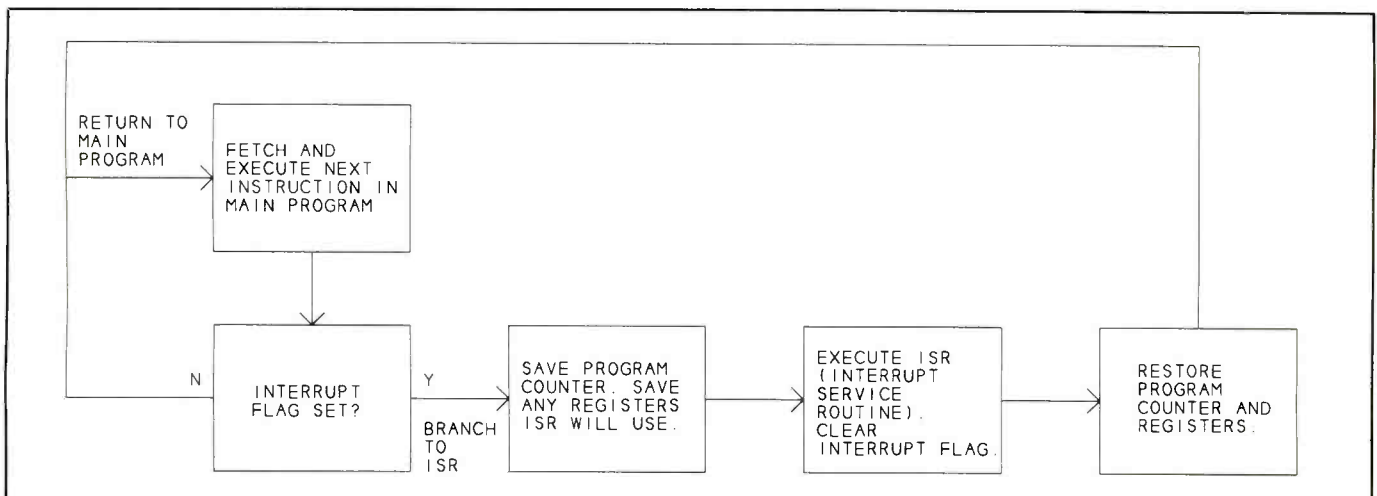 RETURN TO
MAIN
PROGRAM
FETCH AND
EXECUTE NEXT
INSTRUCTION IN
MAIN PROGRAM
N
INTERRUPT
FLAG SET?
Y
BRANCH
TO
ISR
SAVE PROGRAM
COUNTER. SAVE
ANY REGISTERS
ISR WILL USE.
EXECUTE ISR
(INTERRUPT
SERVICE
ROUTINE).
CLEAR
INTERRUPT FLAG.
RESTORE
PROGRAM
COUNTER AND
REGISTERS.